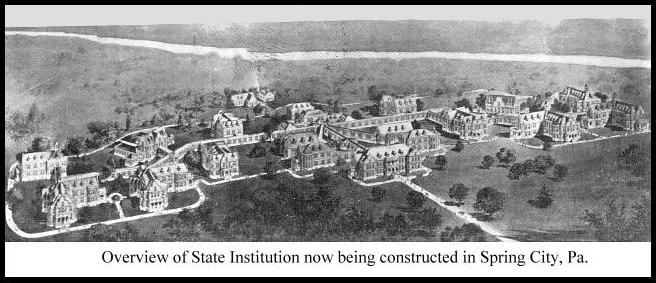 Overview of State Institution now being constructed in Spring City, Pa.